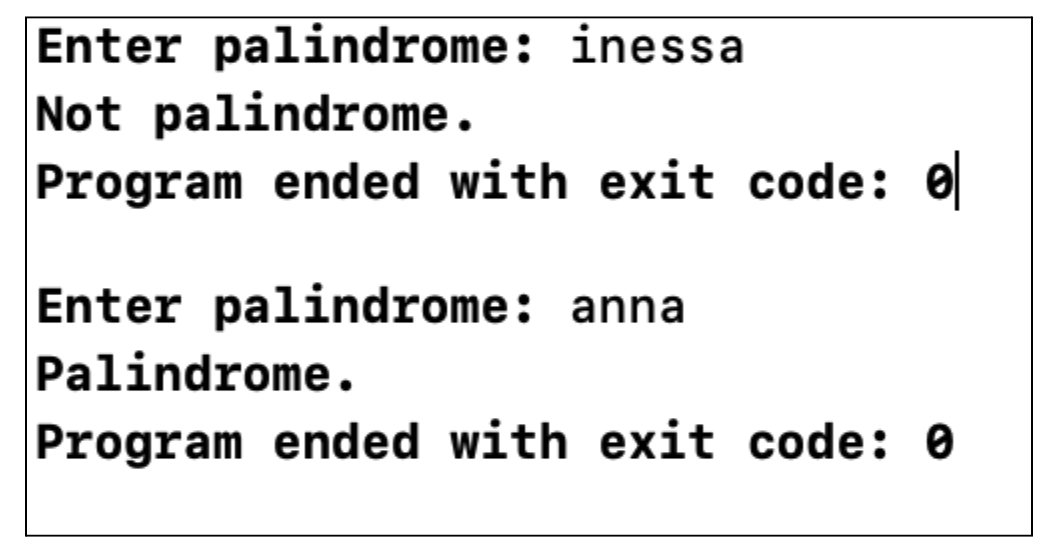 Enter palindrome: inessa
Not palindrome.
Program ended with exit code: 0
Enter palindrome: anna
Palindrome.
Program ended with exit code: 0